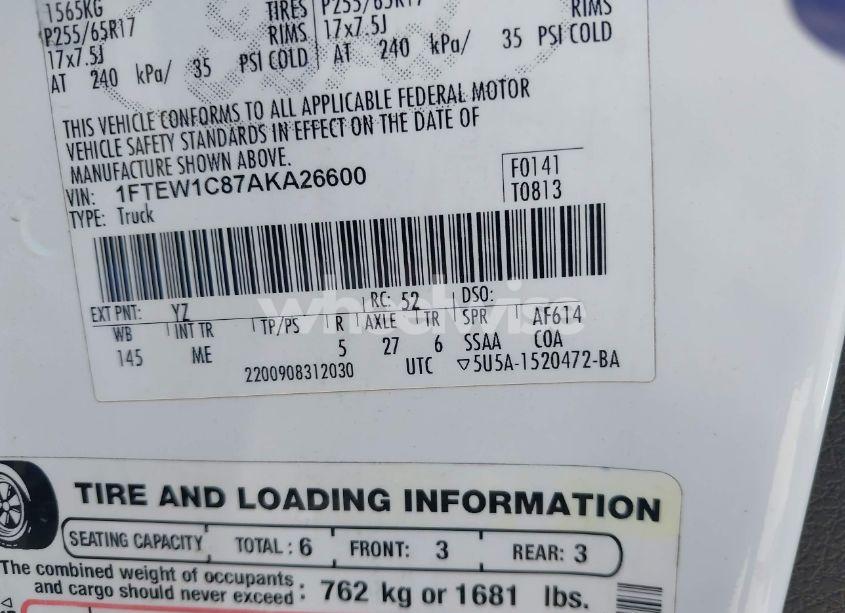 1565KG TIRES P255/65R17 RIMS
P255/65R17 RIMS 17x7.5J
17x7.5J
AT 240 kPa/ 35 PSI COLD AT 240 kPa/ 35 PSI COLD
THIS VEHICLE CONFORMS TO ALL APPLICABLE FEDERAL MOTOR
VEHICLE SAFETY STANDARDS IN EFFECT ON THE DATE OF
MANUFACTURE SHOWN ABOVE.
VIN: 1FTEW1C87AKA26600
F0141
T0813
TYPE: Truck
EXT PNT: YZ RC: 52 DSO:
WB INT TR TP/PS R AXLE TR SPR AF614
145 ME 5 27 6 SSAA COA
2200908312030 UTC ▽5U5A-1520472-BA
wheelwise
TIRE AND LOADING INFORMATION
SEATING CAPACITY TOTAL : 6 FRONT: 3 REAR: 3
The combined weight of occupants
and cargo should never exceed : 762 kg or 1681 lbs.